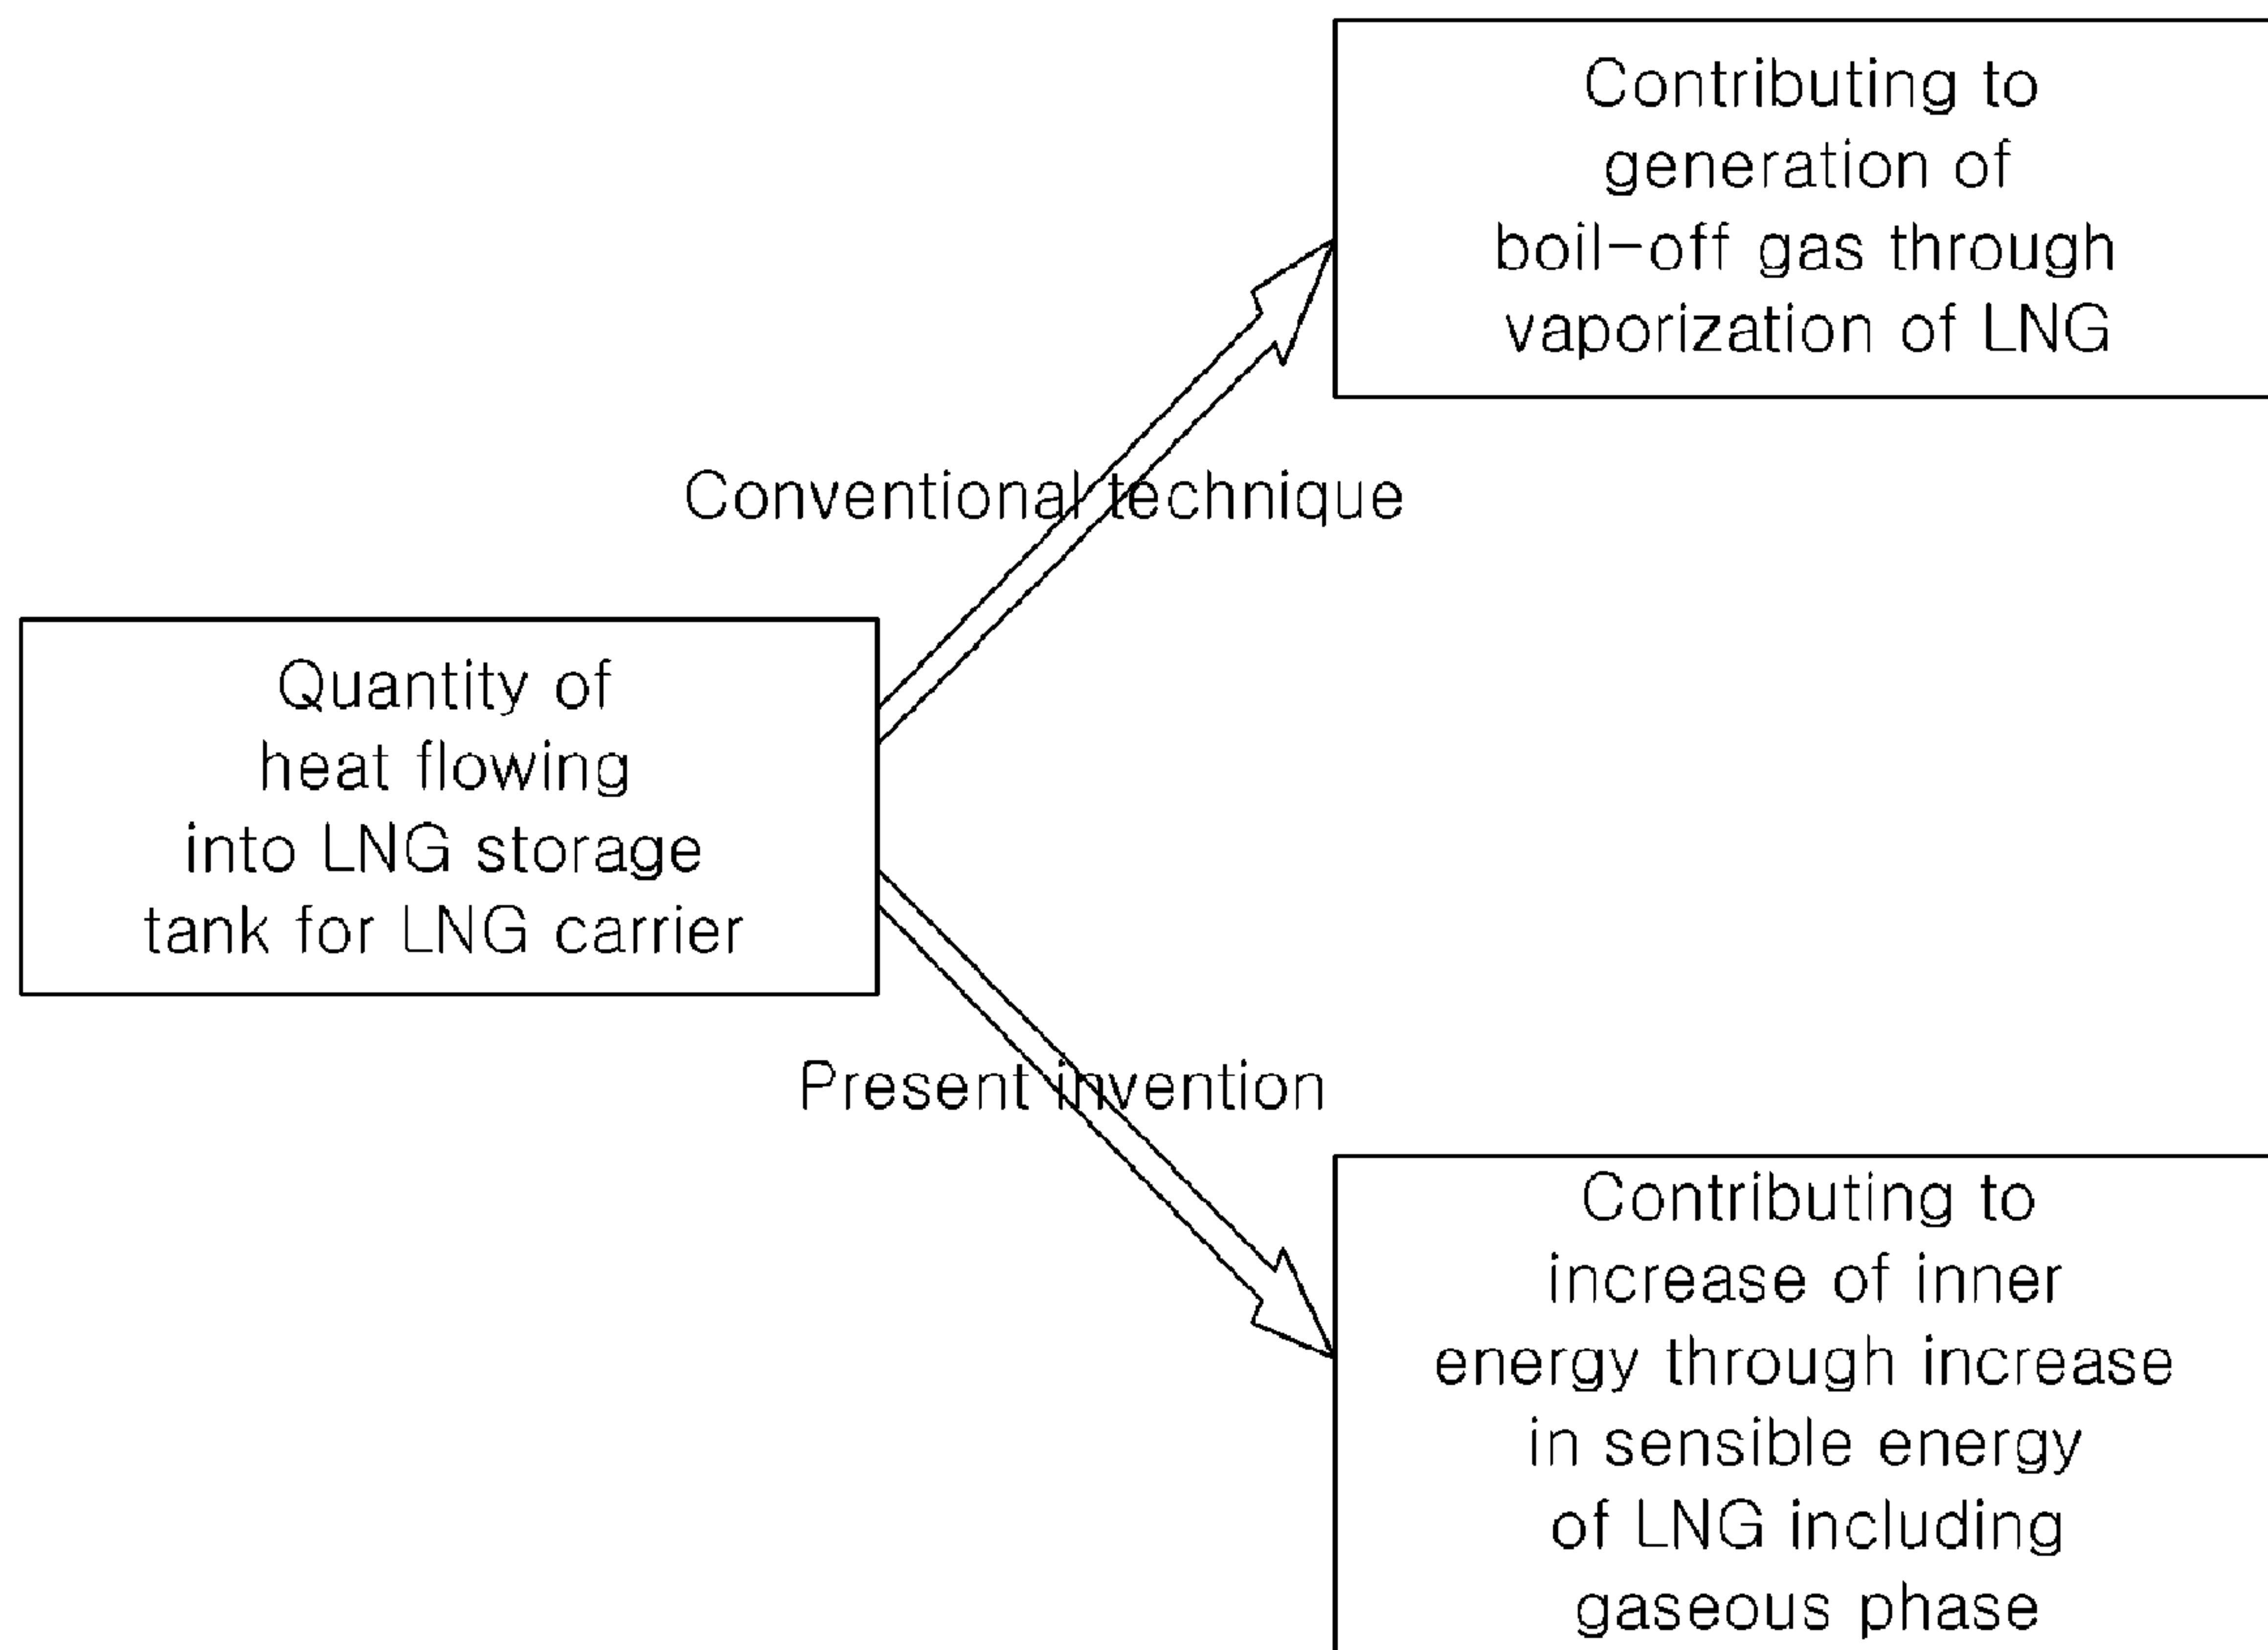 Contributing to
generation of
boil-off gas through
vaporization of LNG
Conventional technique
Quantity of
heat flowing
into LNG storage
tank for LNG carrier
Present invention
Contributing to
increase of inner
energy through increase
in sensible energy
of LNG including
gaseous phase